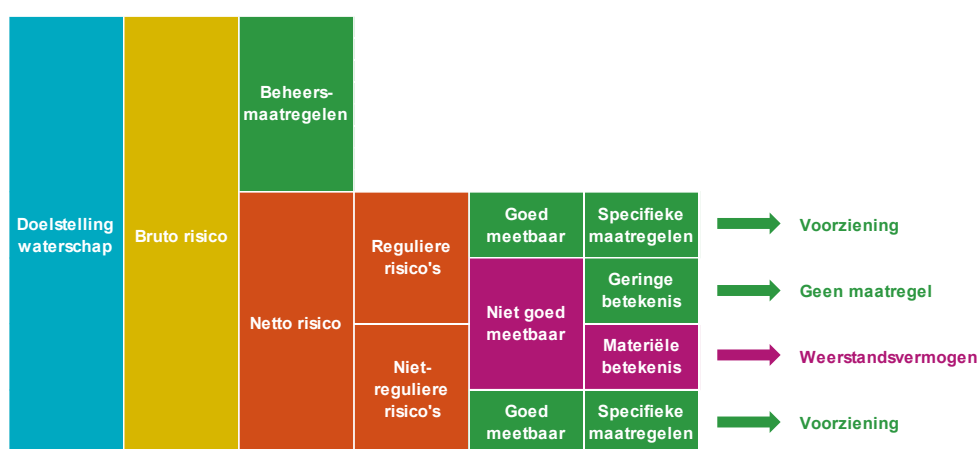 Doelstelling
waterschap
Bruto risico
Beheers-
maatregelen
Netto risico
Reguliere
risico's
Niet-
reguliere
risico's
Goed
meetbaar
Niet goed
meetbaar
Goed
meetbaar
Specifieke
maatregelen
Geringe
betekenis
Materiële
betekenis
Specifieke
maatregelen
Voorziening
Geen maatregel
Weerstandsvermogen
Voorziening